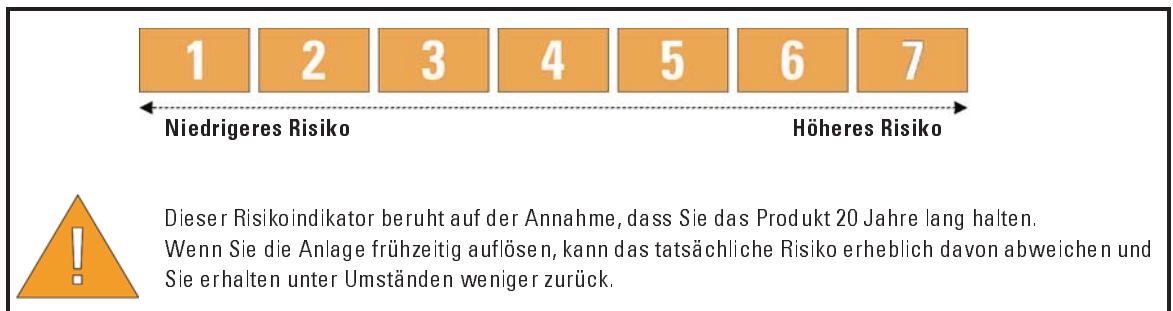 1 2 3 4 5 6 7
Niedrigeres Risiko Höheres Risiko
!
Dieser Risikoindikator beruht auf der Annahme, dass Sie das Produkt 20 Jahre lang halten.
Wenn Sie die Anlage frühzeitig auflösen, kann das tatsächliche Risiko erheblich davon abweichen und
Sie erhalten unter Umständen weniger zurück.